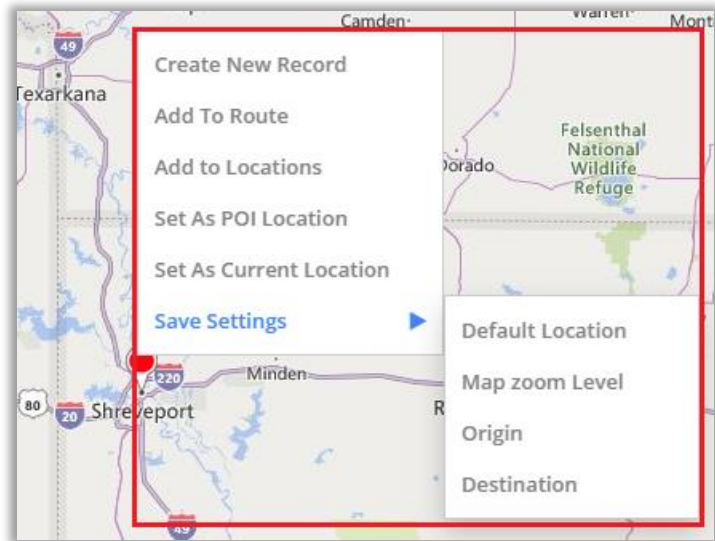 Camden
Warren
Mont
49
Texarkana
Create New Record
Add To Route
Add to Locations
Set As POI Location
Set As Current Location
Save Settings
Dorado
Felsenthal
National
Wildlife
Refuge
Default Location
Map zoom Level
Origin
Destination
220
Minden
80
20
Shreveport
R
49